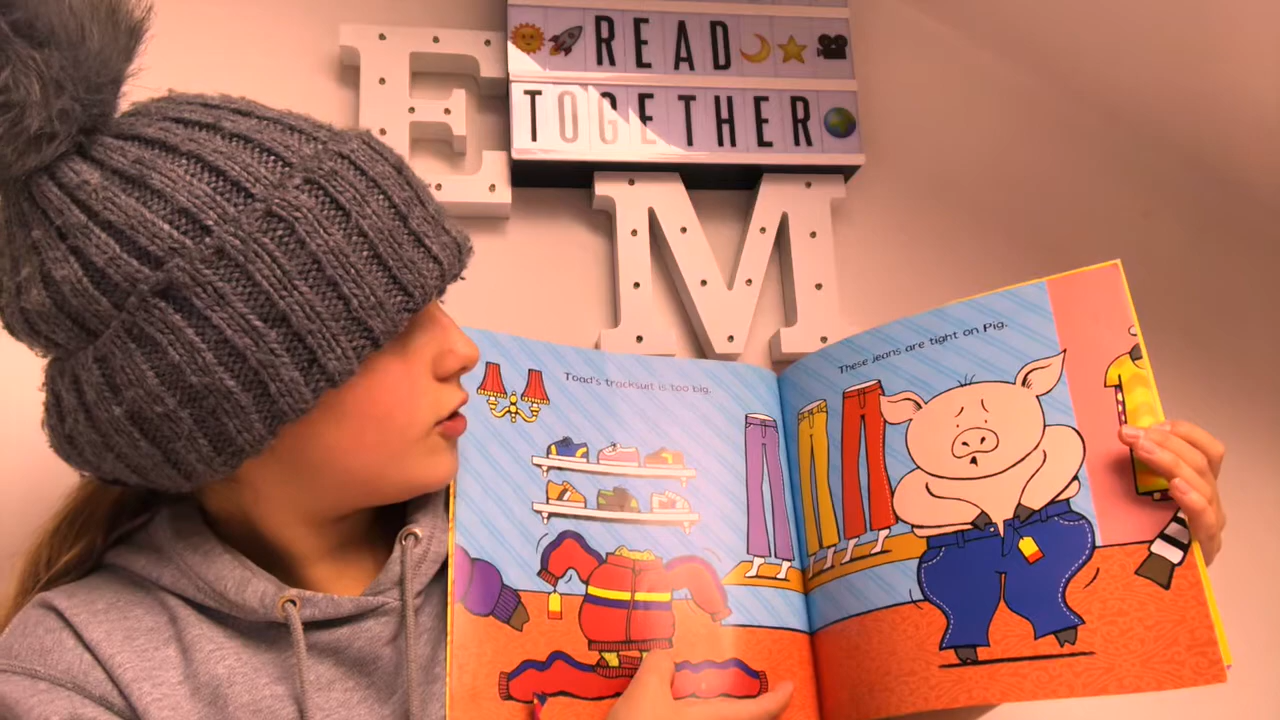 READ
TOGETHER
E
M
Toad's tracksuit is too big.
These jeans are tight on Pig.